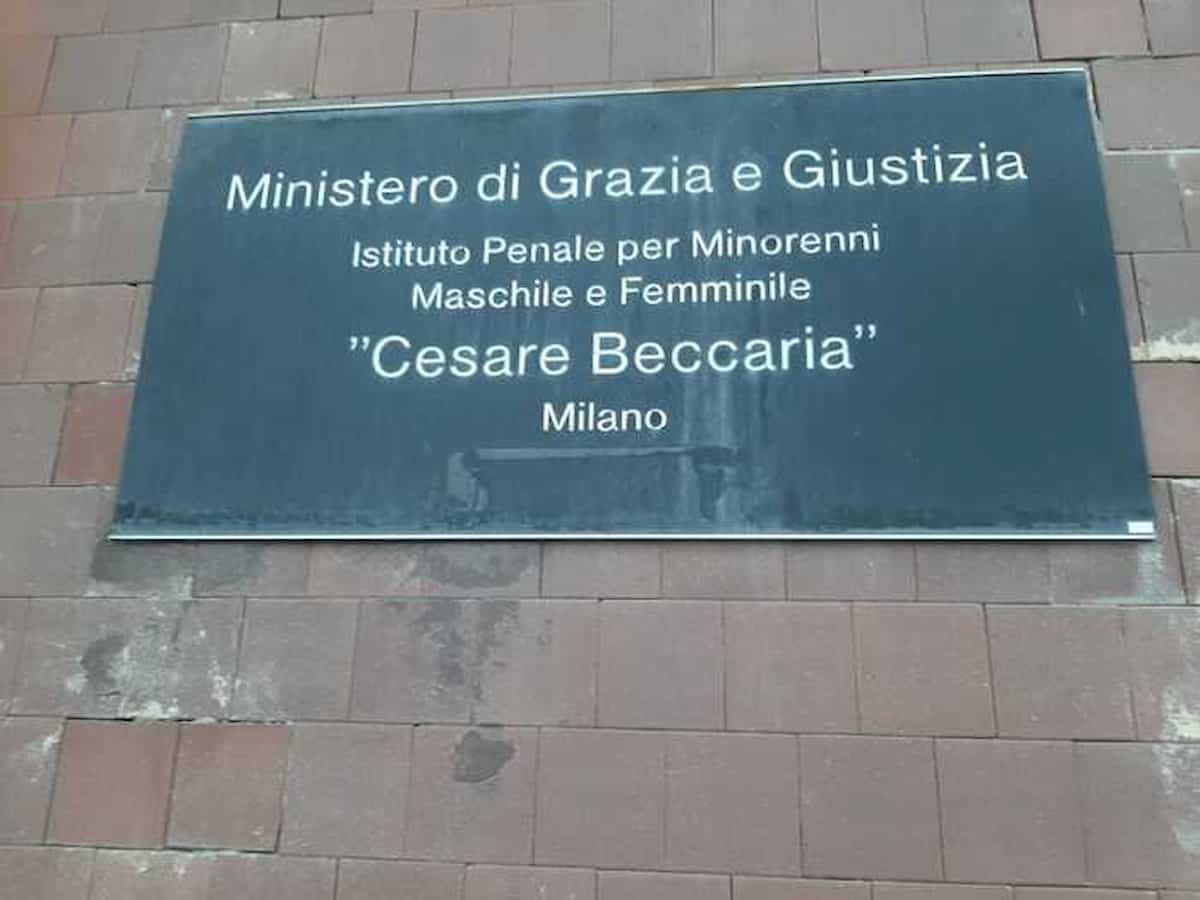 Ministero di Grazia e Giustizia
Istituto Penale per Minorenni
Maschile e Femminile
"Cesare Beccaria"
Milano